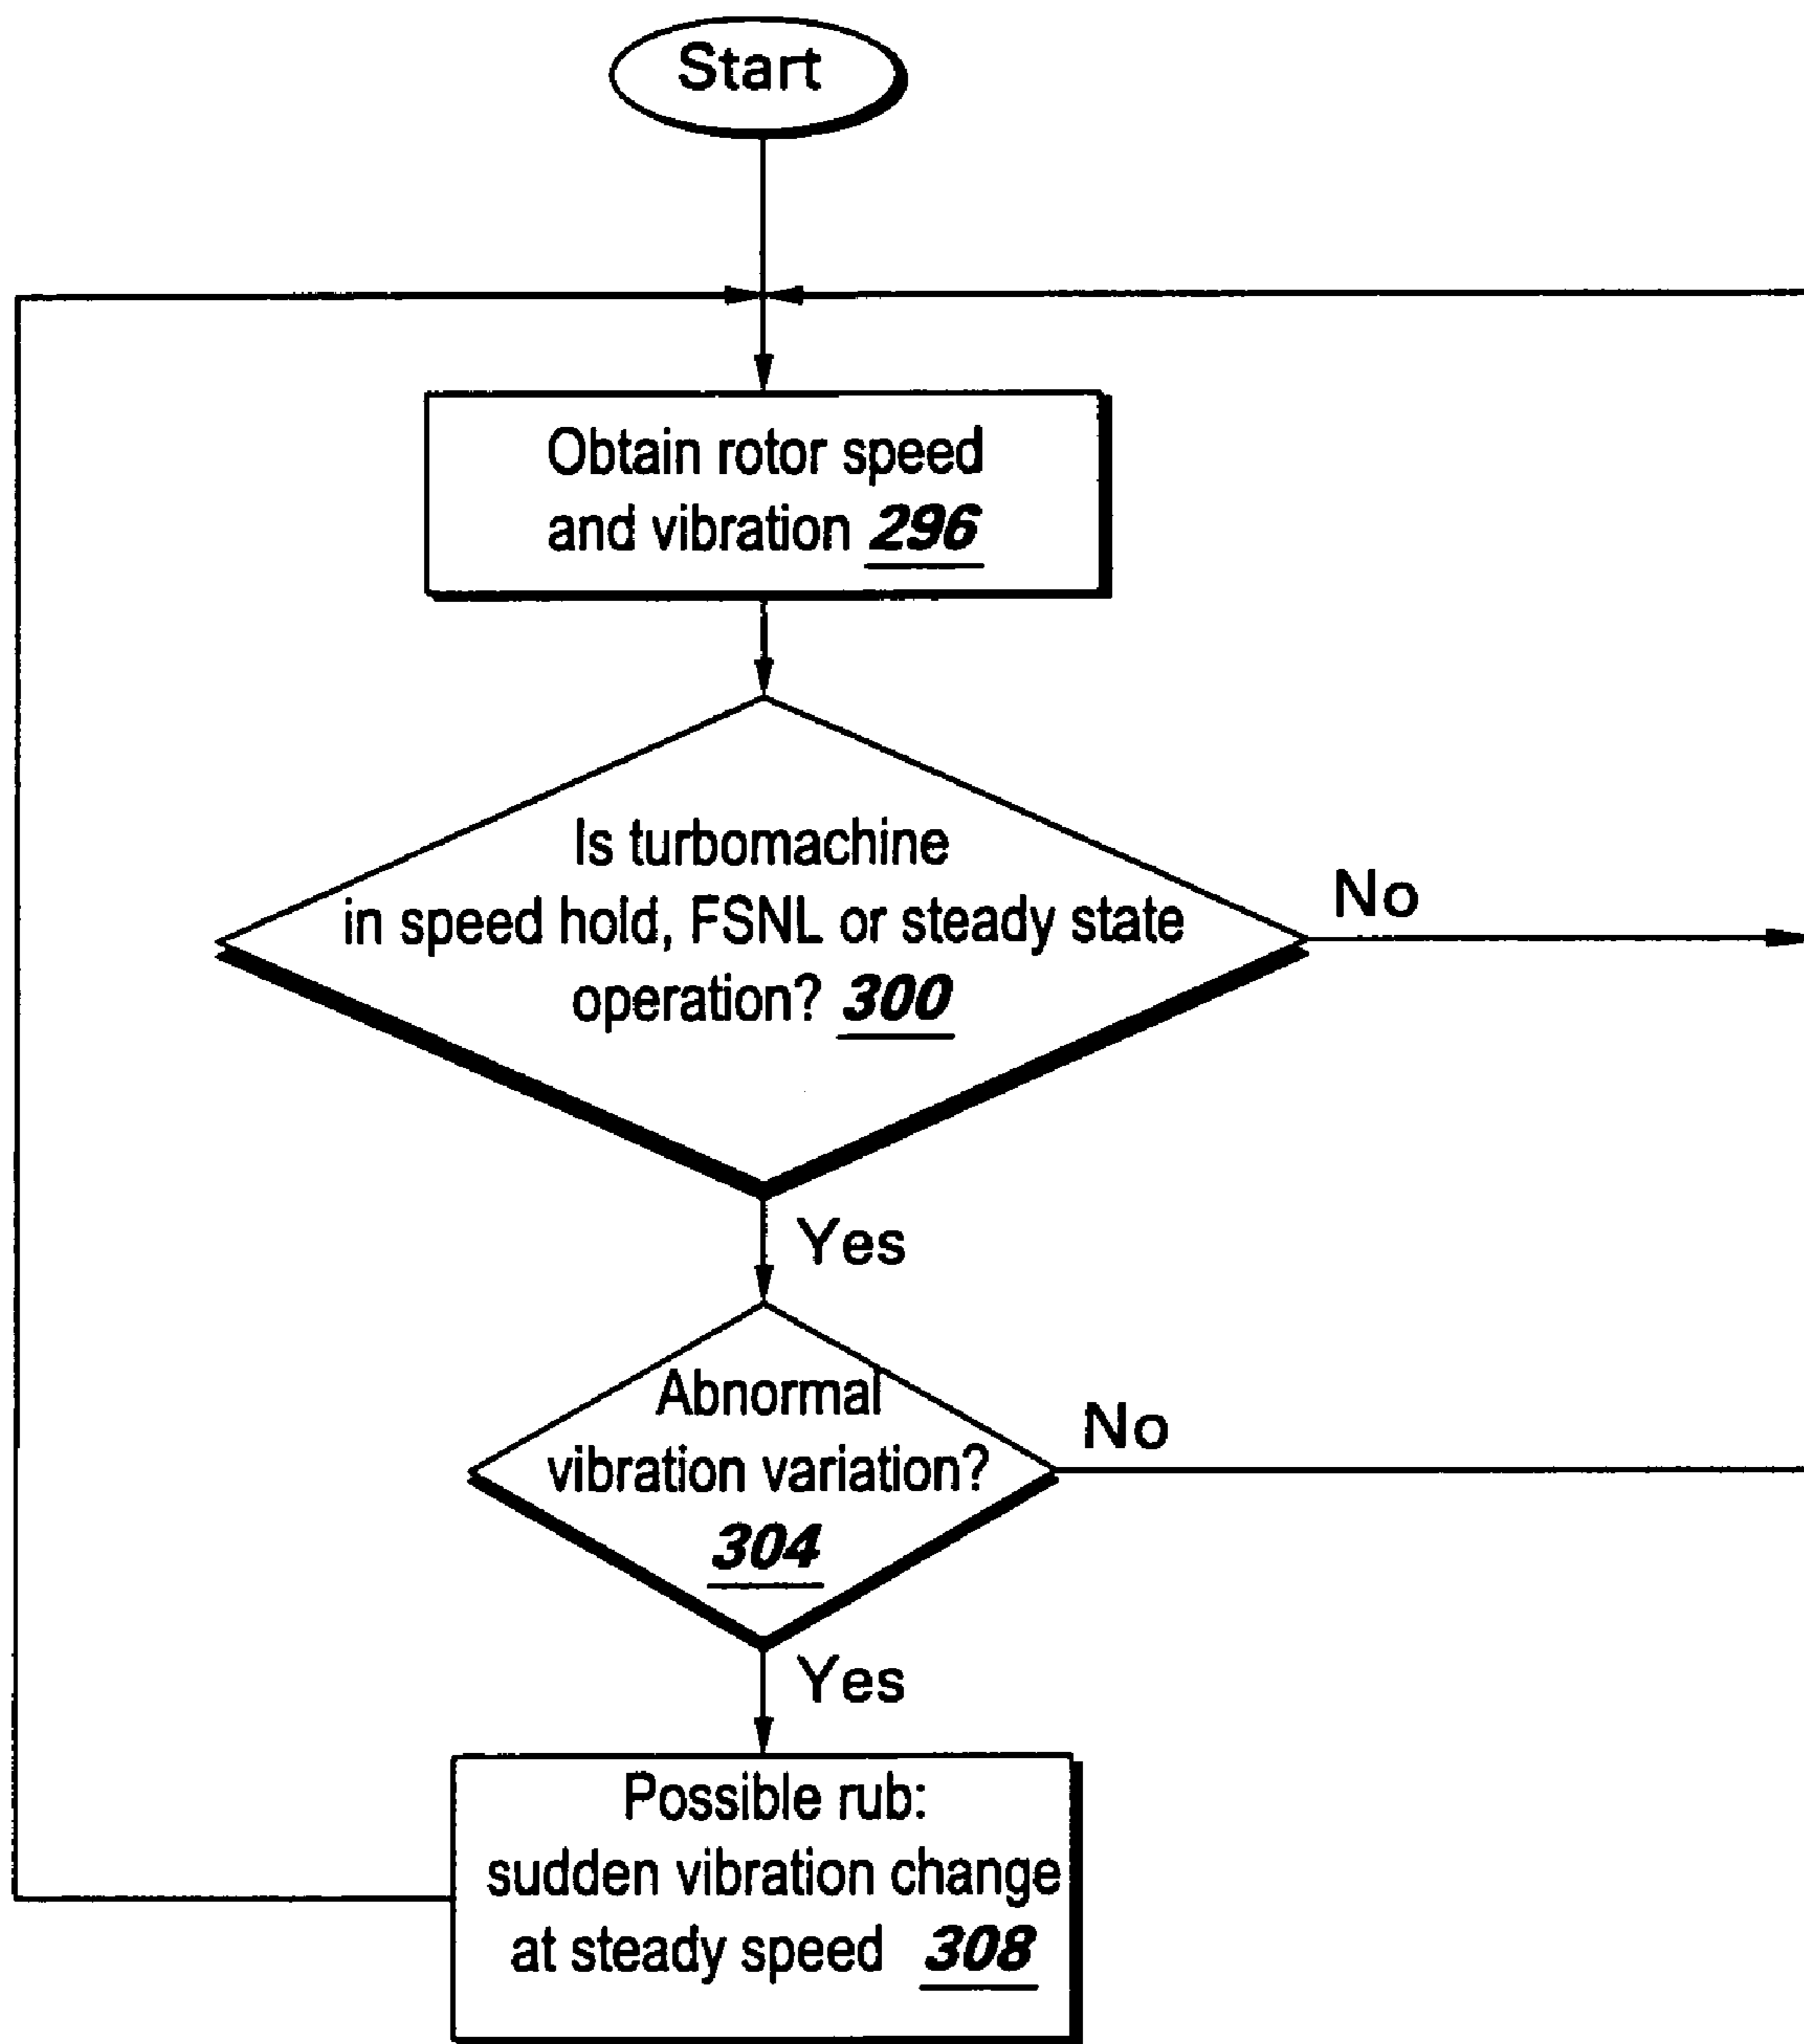 Start
Obtain rotor speed
and vibration 296
Is turbomachine
in speed hold, FSNL or steady state
operation? 300
No
Yes
Abnormal
vibration variation?
304
No
Yes
Possible rub:
sudden vibration change
at steady speed 308